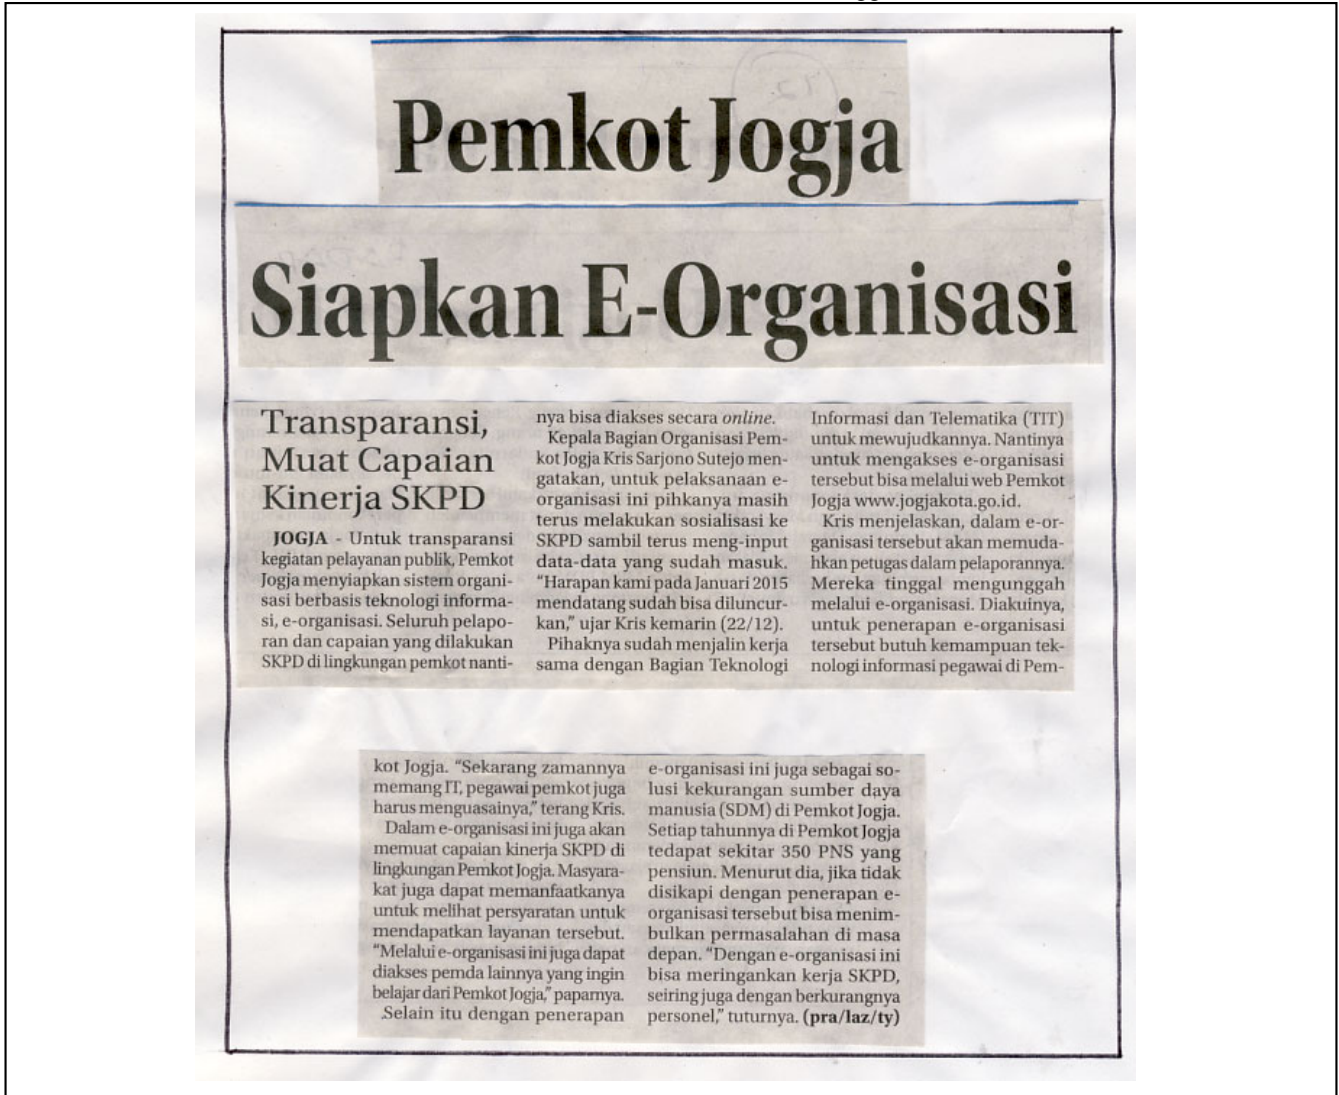 Pemkot Jogja
Siapkan E-Organisasi
Transparansi,
Muat Capaian
Kinerja SKPD
JOGJA - Untuk transparansi
kegiatan pelayanan publik, Pemkot
Jogja menyiapkan sistem organi-
sasi berbasis teknologi informa-
si, e-organisasi. Seluruh pelapo-
ran dan capaian yang dilakukan
SKPD di lingkungan pemkot nanti-
nya bisa diakses secara online.
Kepala Bagian Organisasi Pem-
kot Jogja Kris Sarjono Sutejo men-
gatakan, untuk pelaksanaan e-
organisasi ini pihkanya masih
terus melakukan sosialisasi ke
SKPD sambil terus meng-input
data-data yang sudah masuk.
“Harapan kami pada Januari 2015
mendatang sudah bisa diluncur-
kan,” ujar Kris kemarin (22/12).
Pihaknya sudah menjalin kerja
sama dengan Bagian Teknologi
Informasi dan Telematika (TIT)
untuk mewujudkannya. Nantinya
untuk mengakses e-organisasi
tersebut bisa melalui web Pemkot
Jogja www.jogjakota.go.id.
Kris menjelaskan, dalam e-or-
ganisasi tersebut akan memuda-
hkan petugas dalam pelaporannya.
Mereka tinggal mengunggah
melalui e-organisasi. Diakuinya,
untuk penerapan e-organisasi
tersebut butuh kemampuan tek-
nologi informasi pegawai di Pem-
kot Jogja. “Sekarang zamannya
memang IT, pegawai pemkot juga
harus menguasainya,” terang Kris.
Dalam e-organisasi ini juga akan
memuat capaian kinerja SKPD di
lingkungan Pemkot Jogja. Masyara-
kat juga dapat memanfaatkanya
untuk melihat persyaratan untuk
mendapatkan layanan tersebut.
“Melalui e-organisasi ini juga dapat
diakses pemda lainnya yang ingin
belajar dari Pemkot Jogja,” paparnya.
Selain itu dengan penerapan
e-organisasi ini juga sebagai so-
lusi kekurangan sumber daya
manusia (SDM) di Pemkot Jogja.
Setiap tahunnya di Pemkot Jogja
tedapat sekitar 350 PNS yang
pensiun. Menurut dia, jika tidak
disikapi dengan penerapan e-
organisasi tersebut bisa menim-
bulkan permasalahan di masa
depan. “Dengan e-organisasi ini
bisa meringankan kerja SKPD,
seiring juga dengan berkurangnya
personel,” tuturnya. (pra/laz/ty)